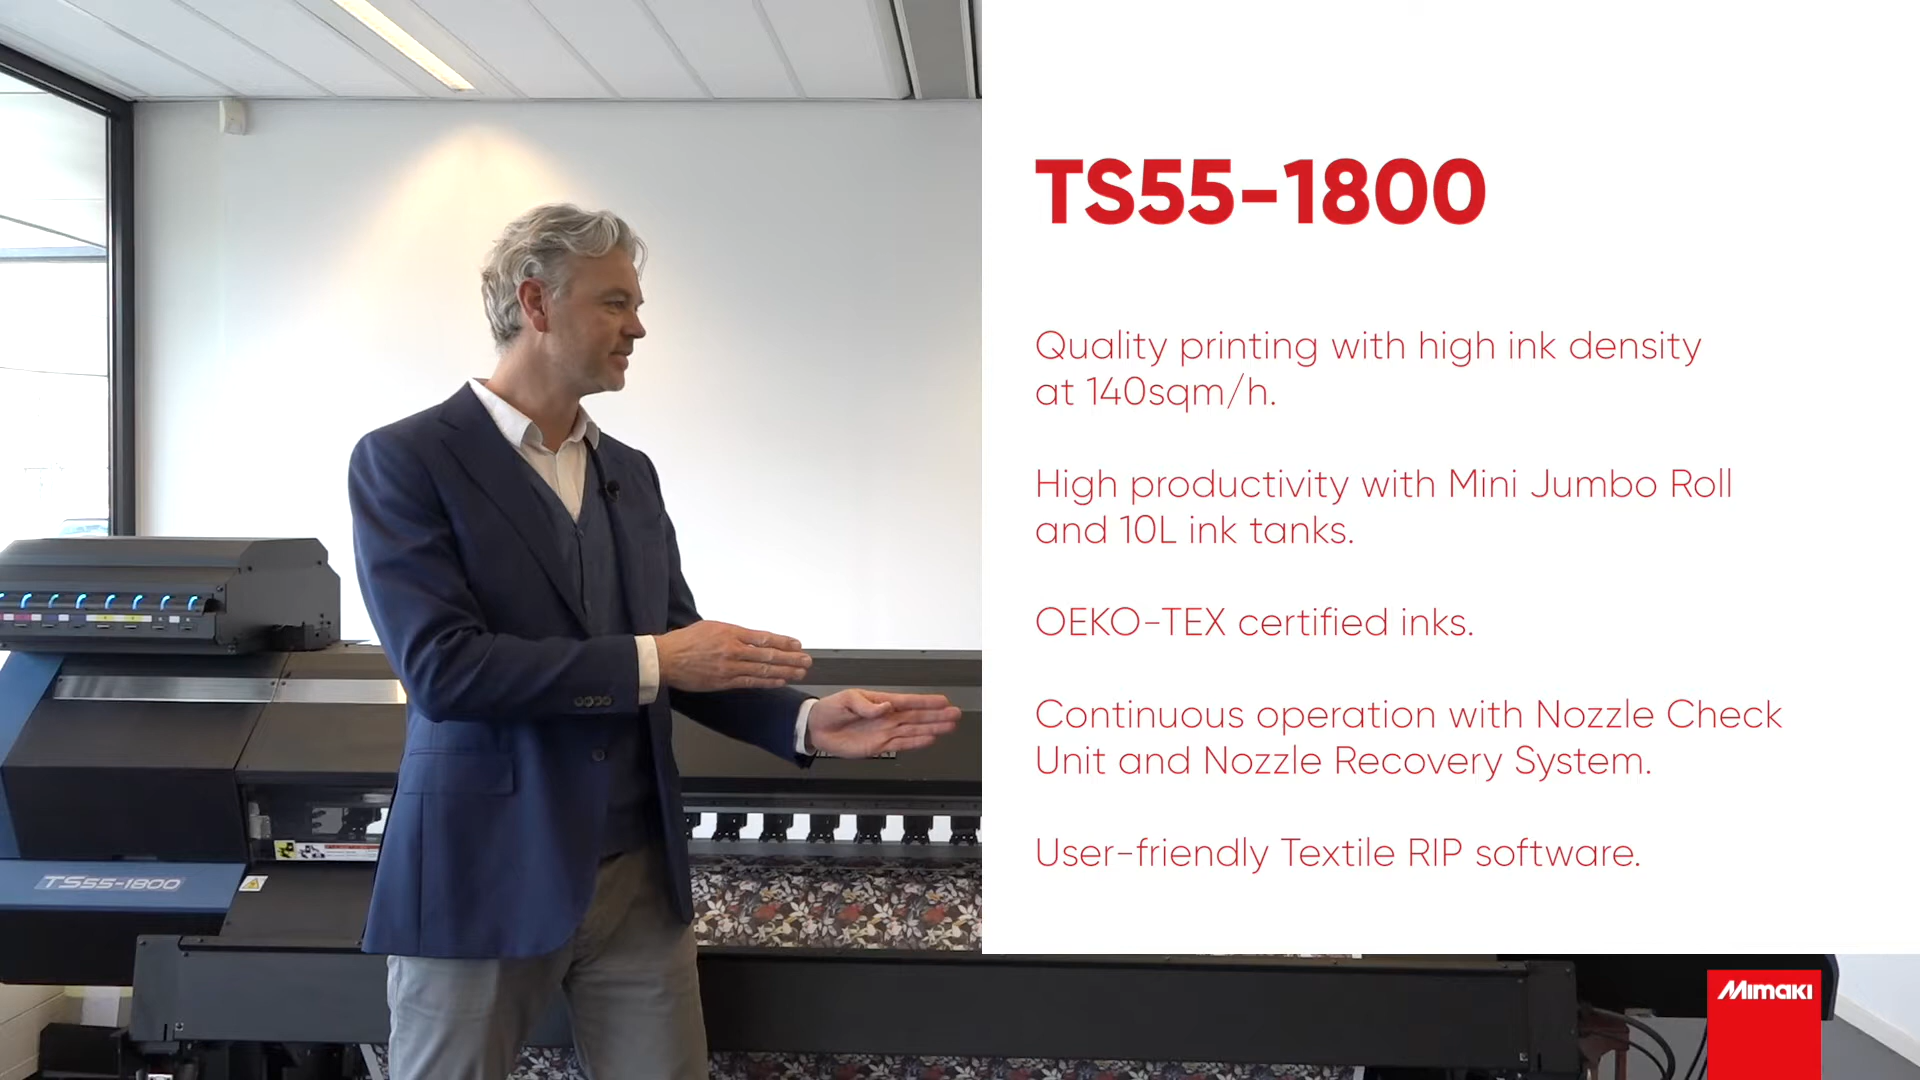 TS55-1800
Quality printing with high ink density
at 140sqm/h.
High productivity with Mini Jumbo Roll
and 10L ink tanks.
OEKO-TEX certified inks.
Continuous operation with Nozzle Check
Unit and Nozzle Recovery System.
User-friendly Textile RIP software.
TS55-1800
Mimaki